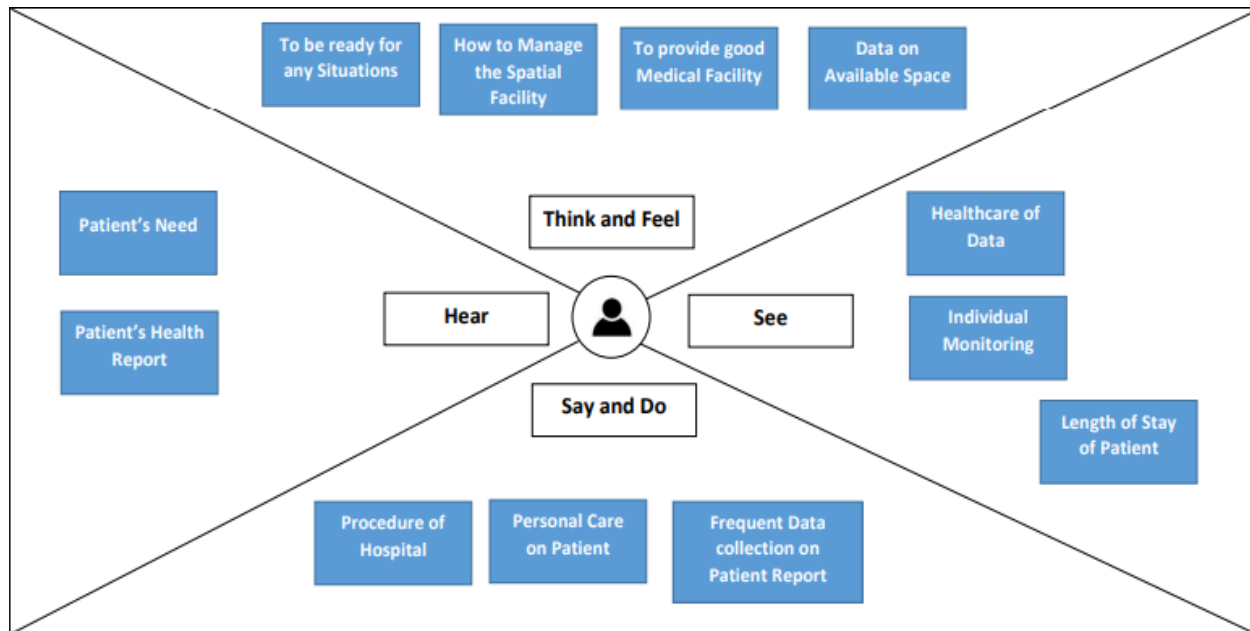 To be ready for
any Situations
How to Manage
the Spatial
Facility
To provide good
Medical Facility
Data on
Available Space
Patient's Need
Patient's Health
Report
Think and Feel
Hear
See
Say and Do
Healthcare of
Data
Individual
Monitoring
Length of Stay
of Patient
Procedure of
Hospital
Personal Care
on Patient
Frequent Data
collection on
Patient Report